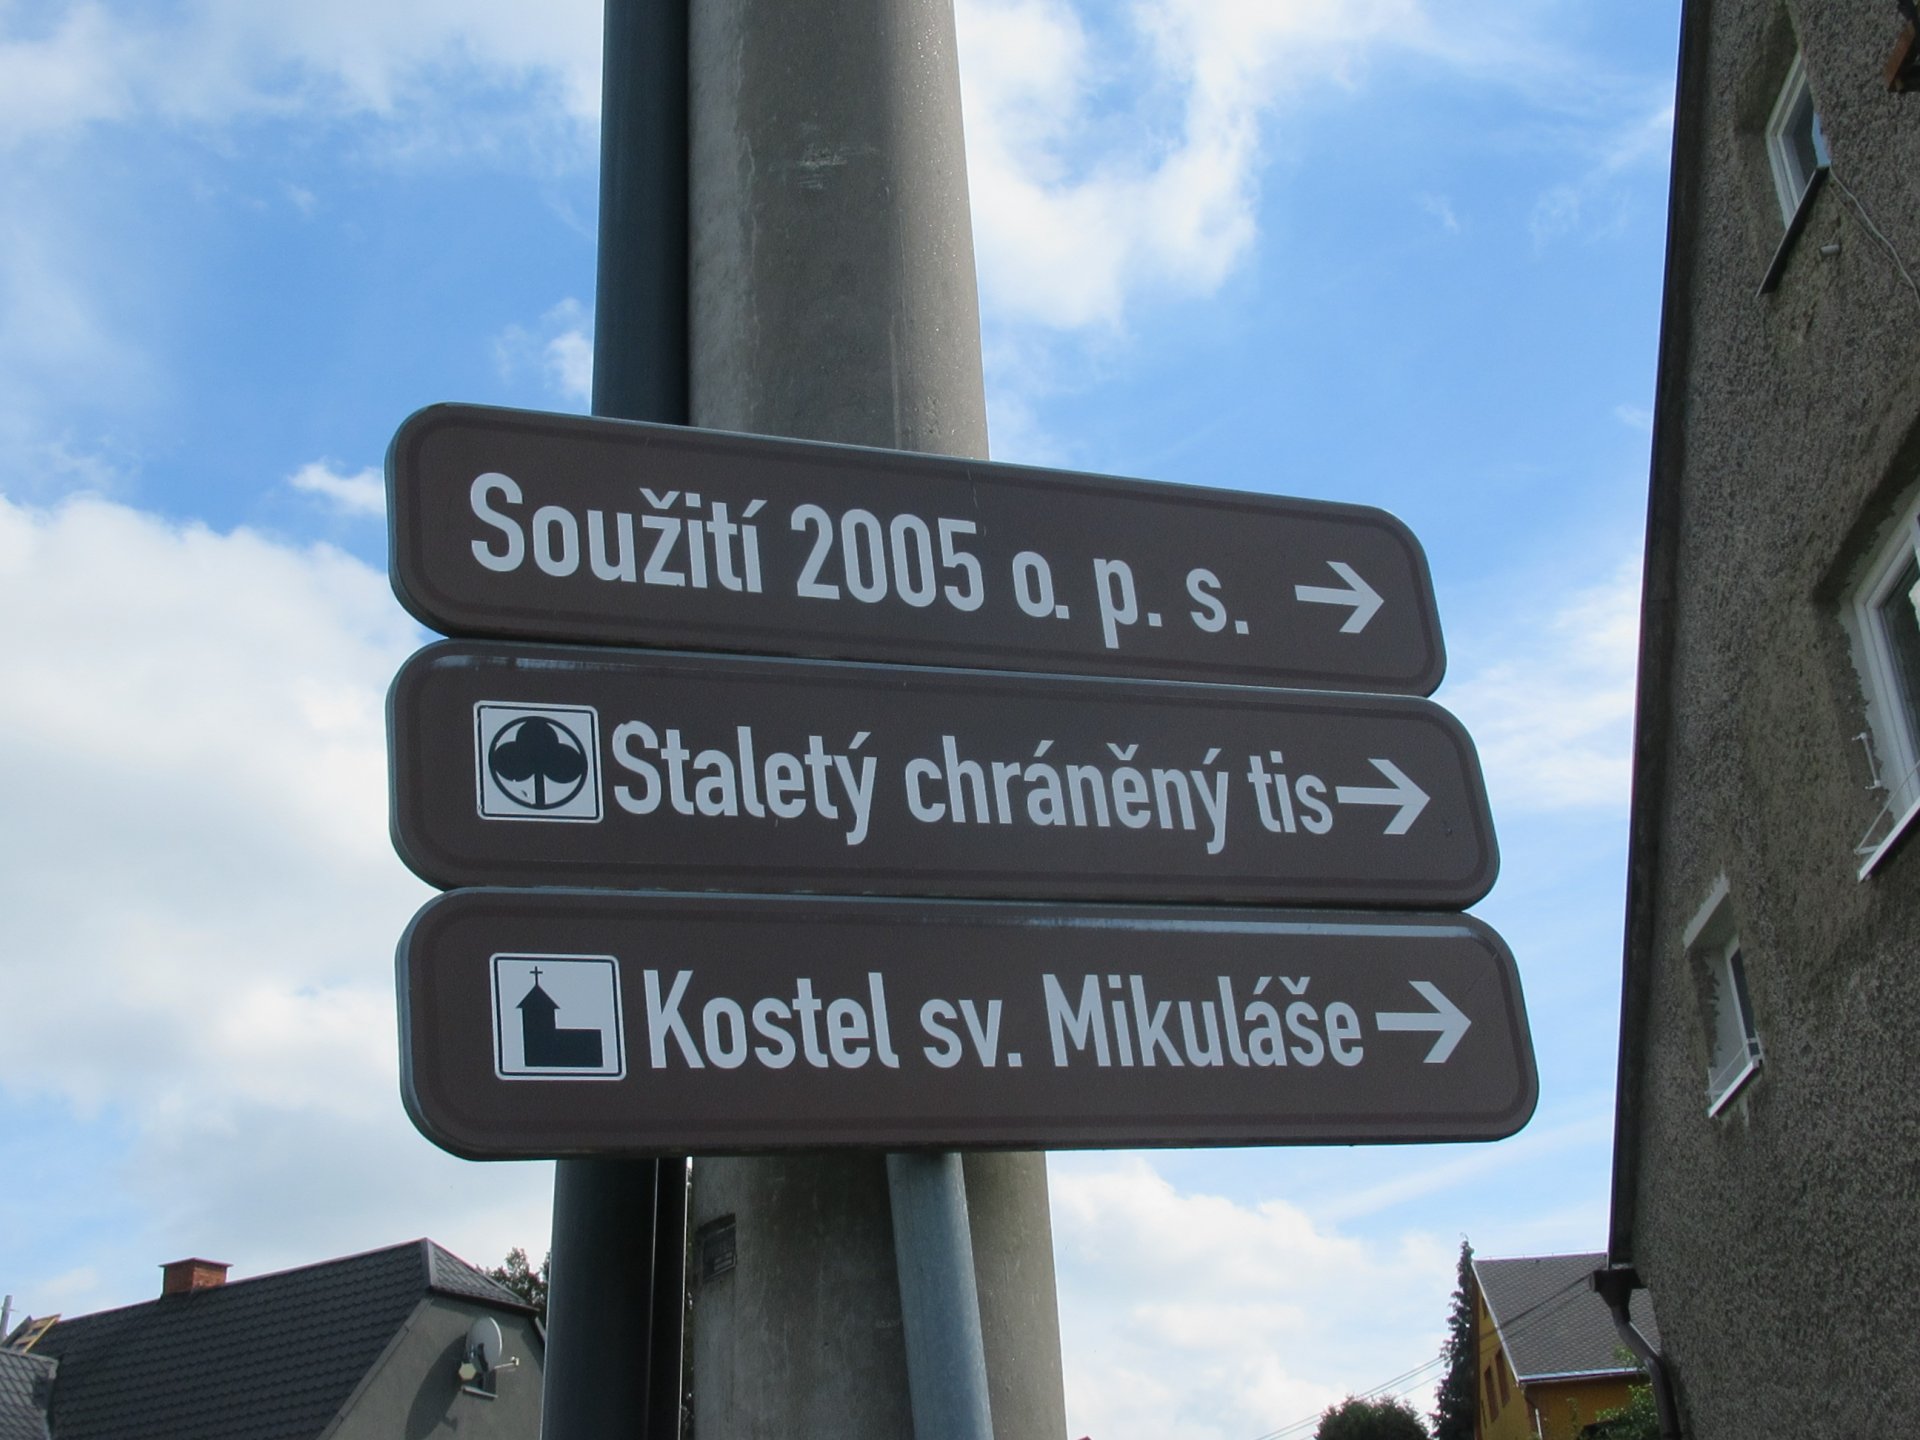 Soužití 2005 o. p. s.
Staletý chráněný tis
Kostel sv. Mikuláše